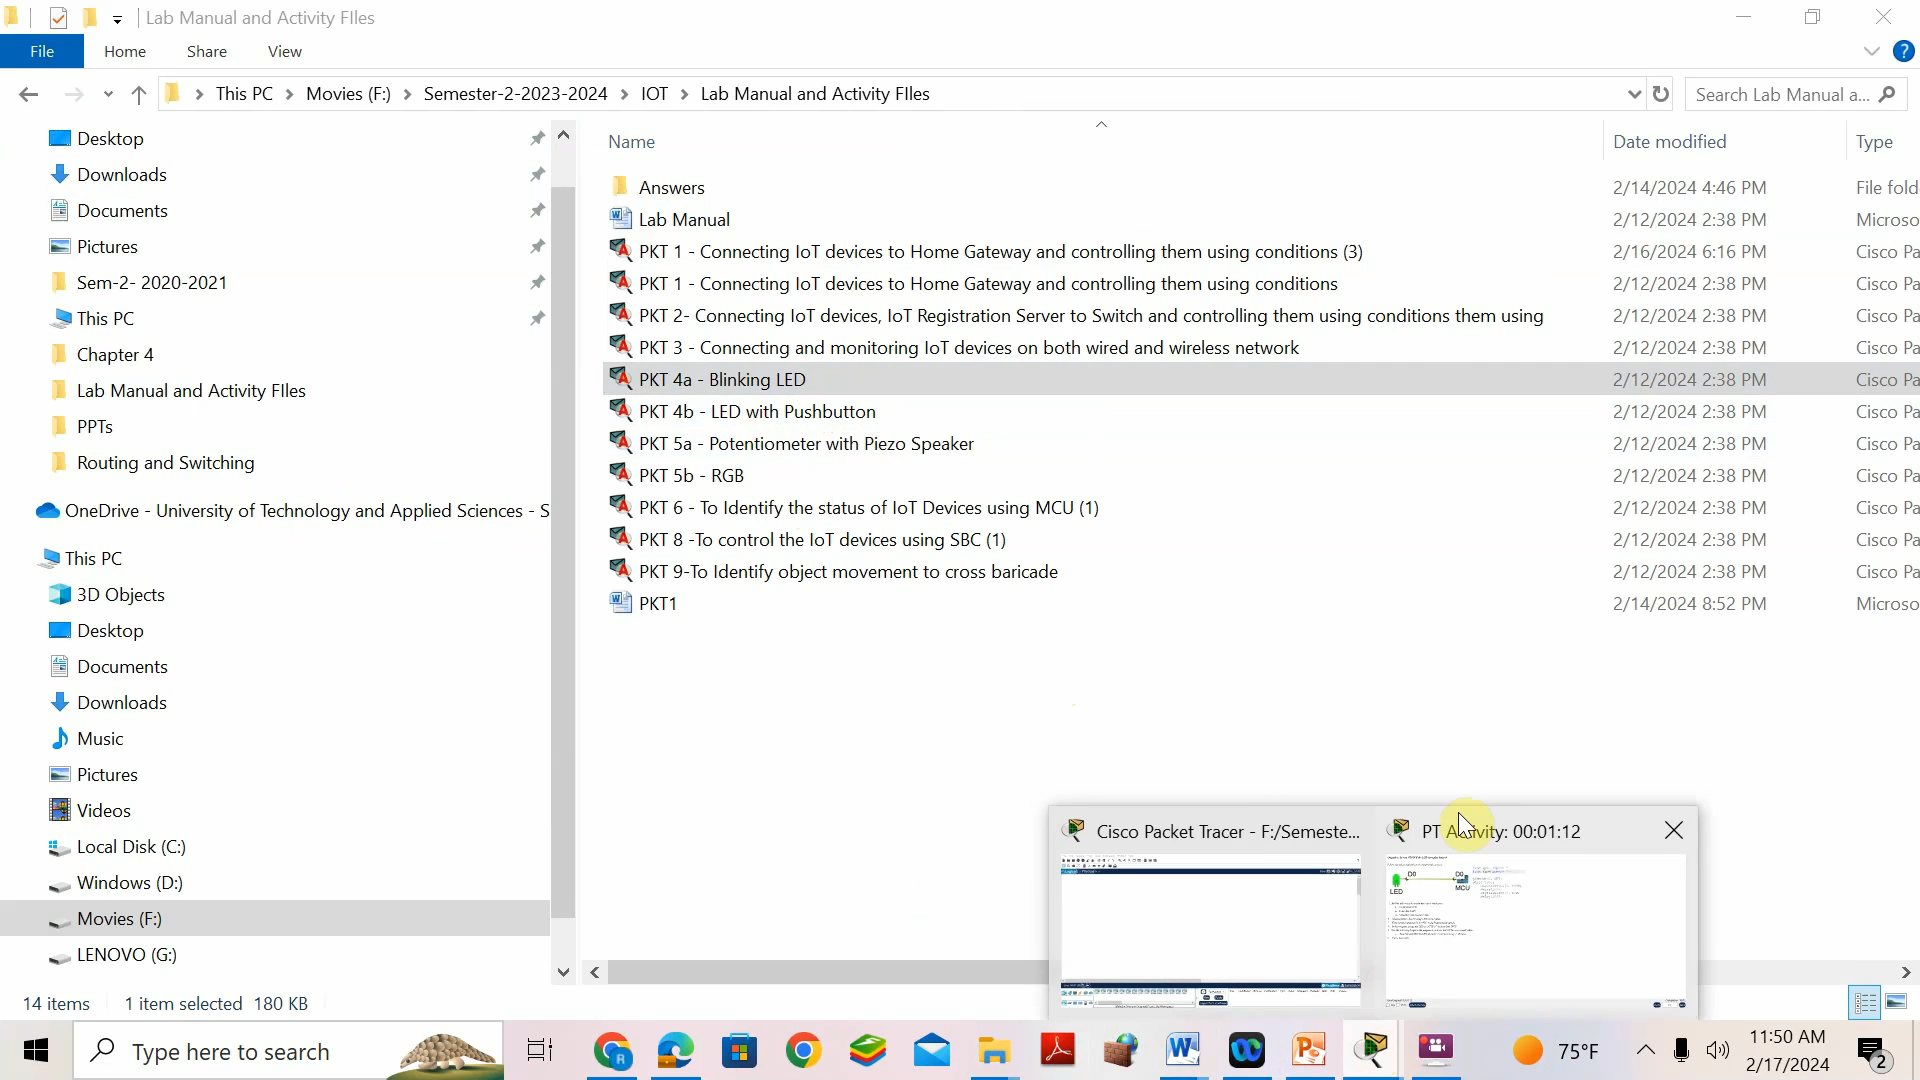 Lab Manual and Activity FIles
File
Home
Share
View
This PC
Movies (F:)
Semester-2-2023-2024
IOT
Lab Manual and Activity FIles
Search Lab Manual a...
Name
Date modified
Type
Desktop
Downloads
Documents
Pictures
Sem-2- 2020-2021
This PC
Chapter 4
Lab Manual and Activity FIles
PPTs
Routing and Switching
OneDrive - University of Technology and Applied Sciences - S
This PC
3D Objects
Desktop
Documents
Downloads
Music
Pictures
Videos
Local Disk (C:)
Windows (D:)
Movies (F:)
LENOVO (G:)
Answers 2/14/2024 4:46 PM File fold
Lab Manual 2/12/2024 2:38 PM Microso
PKT 1 - Connecting IoT devices to Home Gateway and controlling them using conditions (3) 2/16/2024 6:16 PM Cisco Pa
PKT 1 - Connecting IoT devices to Home Gateway and controlling them using conditions 2/12/2024 2:38 PM Cisco Pa
PKT 2- Connecting IoT devices, IoT Registration Server to Switch and controlling them using conditions them using 2/12/2024 2:38 PM Cisco Pa
PKT 3 - Connecting and monitoring IoT devices on both wired and wireless network 2/12/2024 2:38 PM Cisco Pa
PKT 4a - Blinking LED 2/12/2024 2:38 PM Cisco Pa
PKT 4b - LED with Pushbutton 2/12/2024 2:38 PM Cisco Pa
PKT 5a - Potentiometer with Piezo Speaker 2/12/2024 2:38 PM Cisco Pa
PKT 5b - RGB 2/12/2024 2:38 PM Cisco Pa
PKT 6 - To Identify the status of IoT Devices using MCU (1) 2/12/2024 2:38 PM Cisco Pa
PKT 8 -To control the IoT devices using SBC (1) 2/12/2024 2:38 PM Cisco Pa
PKT 9-To Identify object movement to cross baricade 2/12/2024 2:38 PM Cisco Pa
PKT1 2/14/2024 8:52 PM Microso
Cisco Packet Tracer - F:/Semeste...
PT Activity: 00:01:12
D0
D0
LED
MCU
14 items
1 item selected 180 KB
Type here to search
75°F
11:50 AM
2/17/2024
2